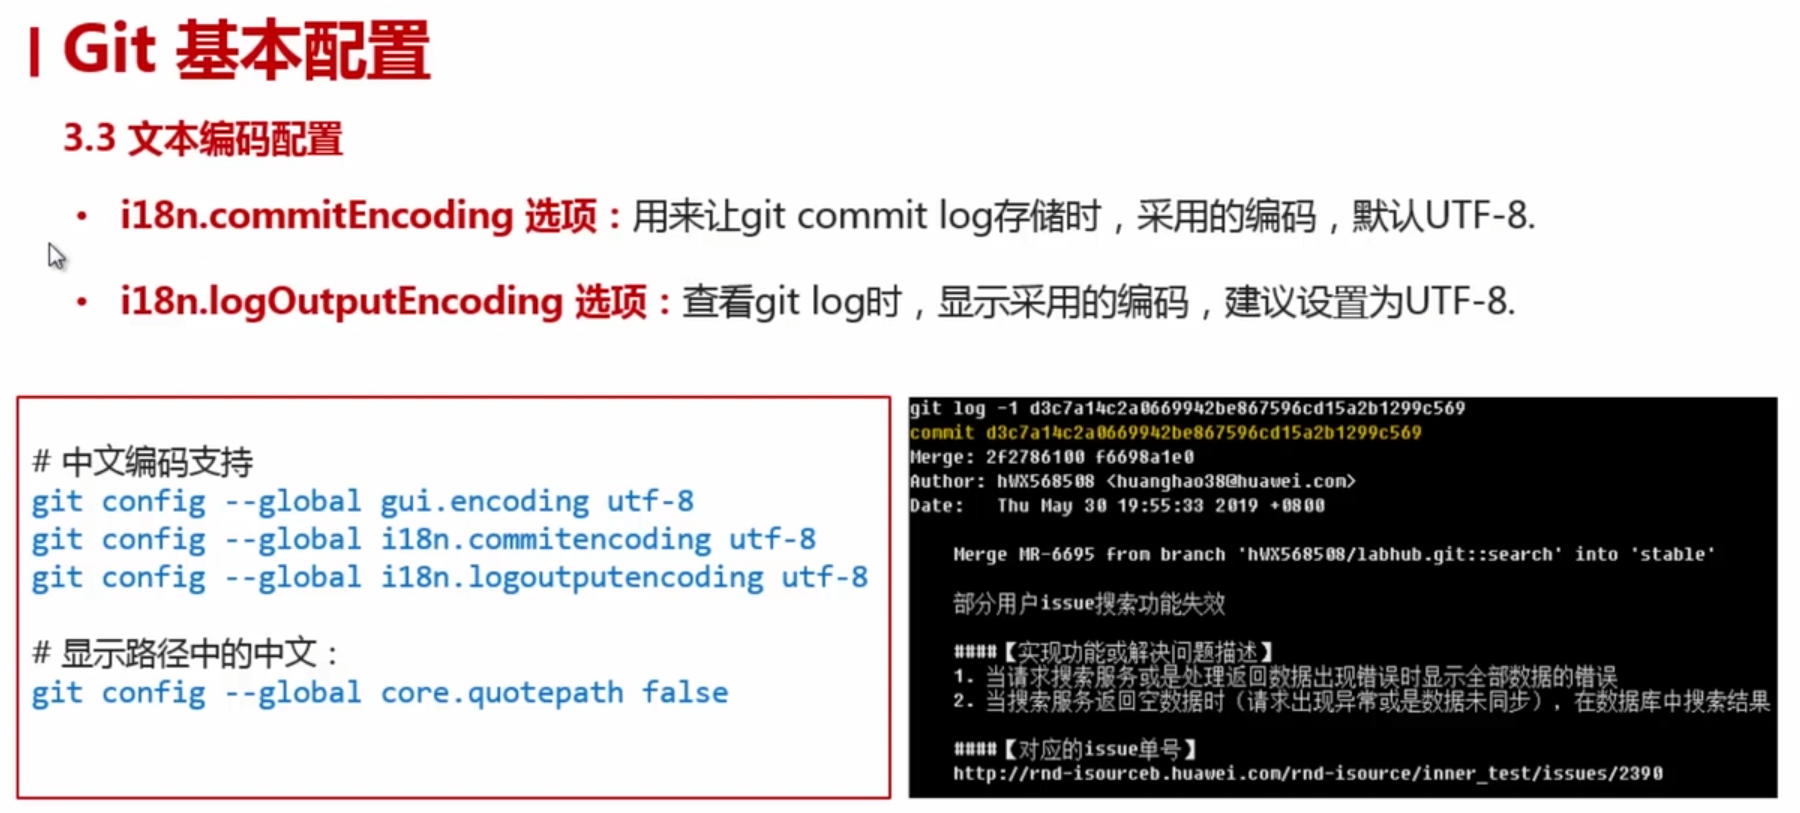 Git 基本配置
3.3 文本编码配置
• i18n.commitEncoding 选项：用来让git commit log存储时，采用的编码，默认UTF-8.
• i18n.logOutputEncoding 选项：查看git log时，显示采用的编码，建议设置为UTF-8.
# 中文编码支持
git config --global gui.encoding utf-8
git config --global i18n.commitencoding utf-8
git config --global i18n.logoutputencoding utf-8
# 显示路径中的中文：
git config --global core.quotepath false
git log -1 d3c7a14c2a0669942be867596cd15a2b1299c569
commit d3c7a14c2a0669942be867596cd15a2b1299c569
Merge: 2f2786100 f6698a1e0
Author: hWX568508 <huanghao38@huawei.com>
Date:   Thu May 30 19:55:33 2019 +0800
Merge MR-6695 from branch 'hWX568508/labhub.git::search' into 'stable'
部分用户issue搜索功能失效
####【实现功能或解决问题描述】
1. 当请求搜索服务或是处理返回数据出现错误时显示全部数据的错误
2. 当搜索服务返回空数据时（请求出现异常或是数据未同步），在数据库中搜索结果
####【对应的issue单号】
http://rnd-isourceb.huawei.com/rnd-isource/inner_test/issues/2390